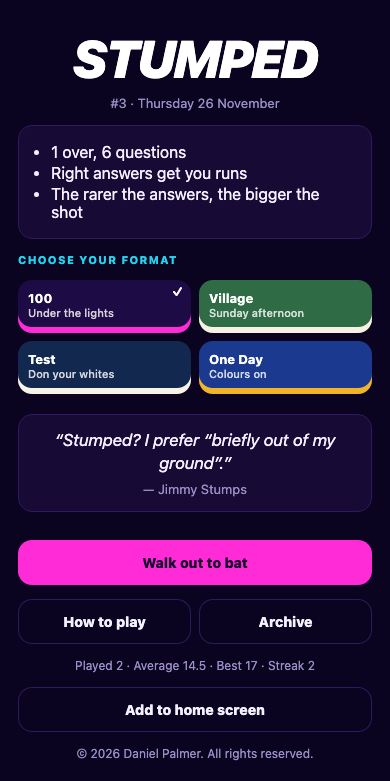 STUMPED
#3 · Thursday 26 November
• 1 over, 6 questions
• Right answers get you runs
• The rarer the answers, the bigger the
shot
CHOOSE YOUR FORMAT
100 ✓
Under the lights
Village
Sunday afternoon
Test
Don your whites
One Day
Colours on
“Stumped? I prefer “briefly out of my
ground”.”
— Jimmy Stumps
Walk out to bat
How to play
Archive
Played 2 · Average 14.5 · Best 17 · Streak 2
Add to home screen
© 2026 Daniel Palmer. All rights reserved.